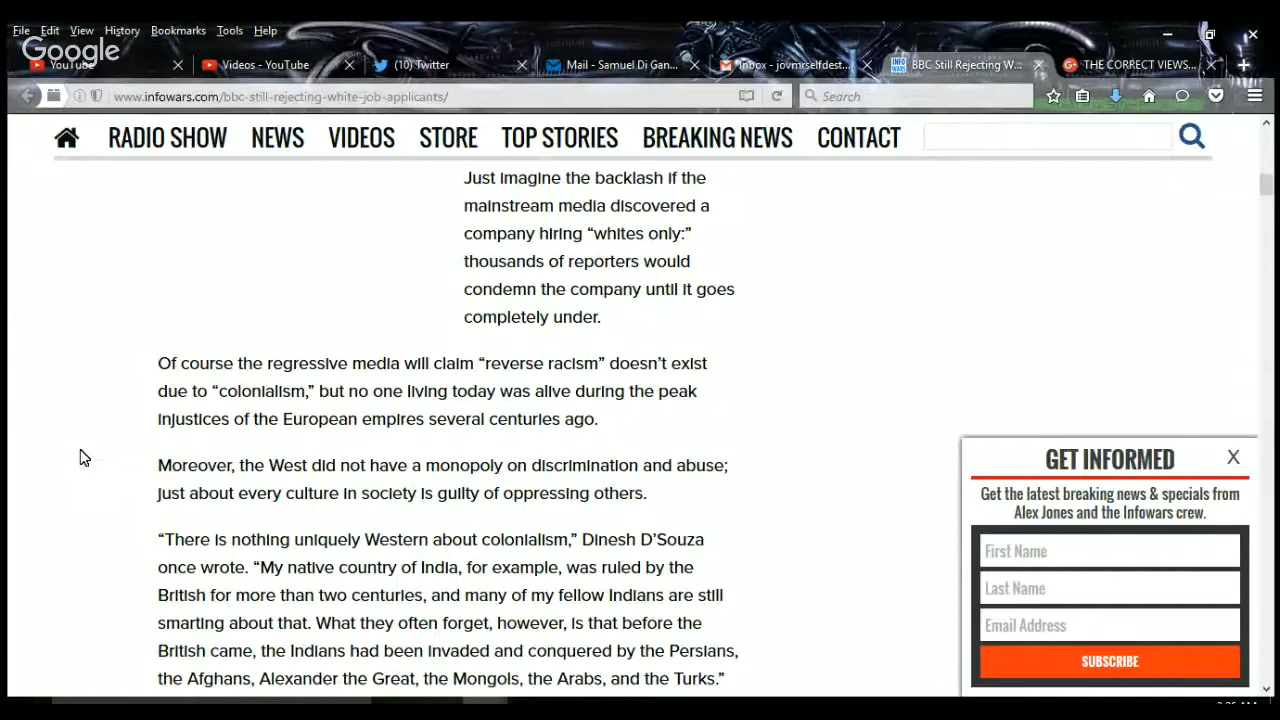 File Edit View History Bookmarks Tools Help
Google
YouTube
Videos - YouTube
(10) Twitter
Mail - Samuel Di Gan...
Inbox - jovmrselfdest...
BBC Still Rejecting W...
THE CORRECT VIEWS...
www.infowars.com/bbc-still-rejecting-white-job-applicants/
Search
RADIO SHOW NEWS VIDEOS STORE TOP STORIES BREAKING NEWS CONTACT
Just imagine the backlash if the
mainstream media discovered a
company hiring “whites only:”
thousands of reporters would
condemn the company until it goes
completely under.
Of course the regressive media will claim “reverse racism” doesn’t exist
due to “colonialism,” but no one living today was alive during the peak
injustices of the European empires several centuries ago.
Moreover, the West did not have a monopoly on discrimination and abuse;
just about every culture in society is guilty of oppressing others.
“There is nothing uniquely Western about colonialism,” Dinesh D’Souza
once wrote. “My native country of India, for example, was ruled by the
British for more than two centuries, and many of my fellow Indians are still
smarting about that. What they often forget, however, is that before the
British came, the Indians had been invaded and conquered by the Persians,
the Afghans, Alexander the Great, the Mongols, the Arabs, and the Turks.”
GET INFORMED X
Get the latest breaking news & specials from
Alex Jones and the Infowars crew.
First Name
Last Name
Email Address
SUBSCRIBE